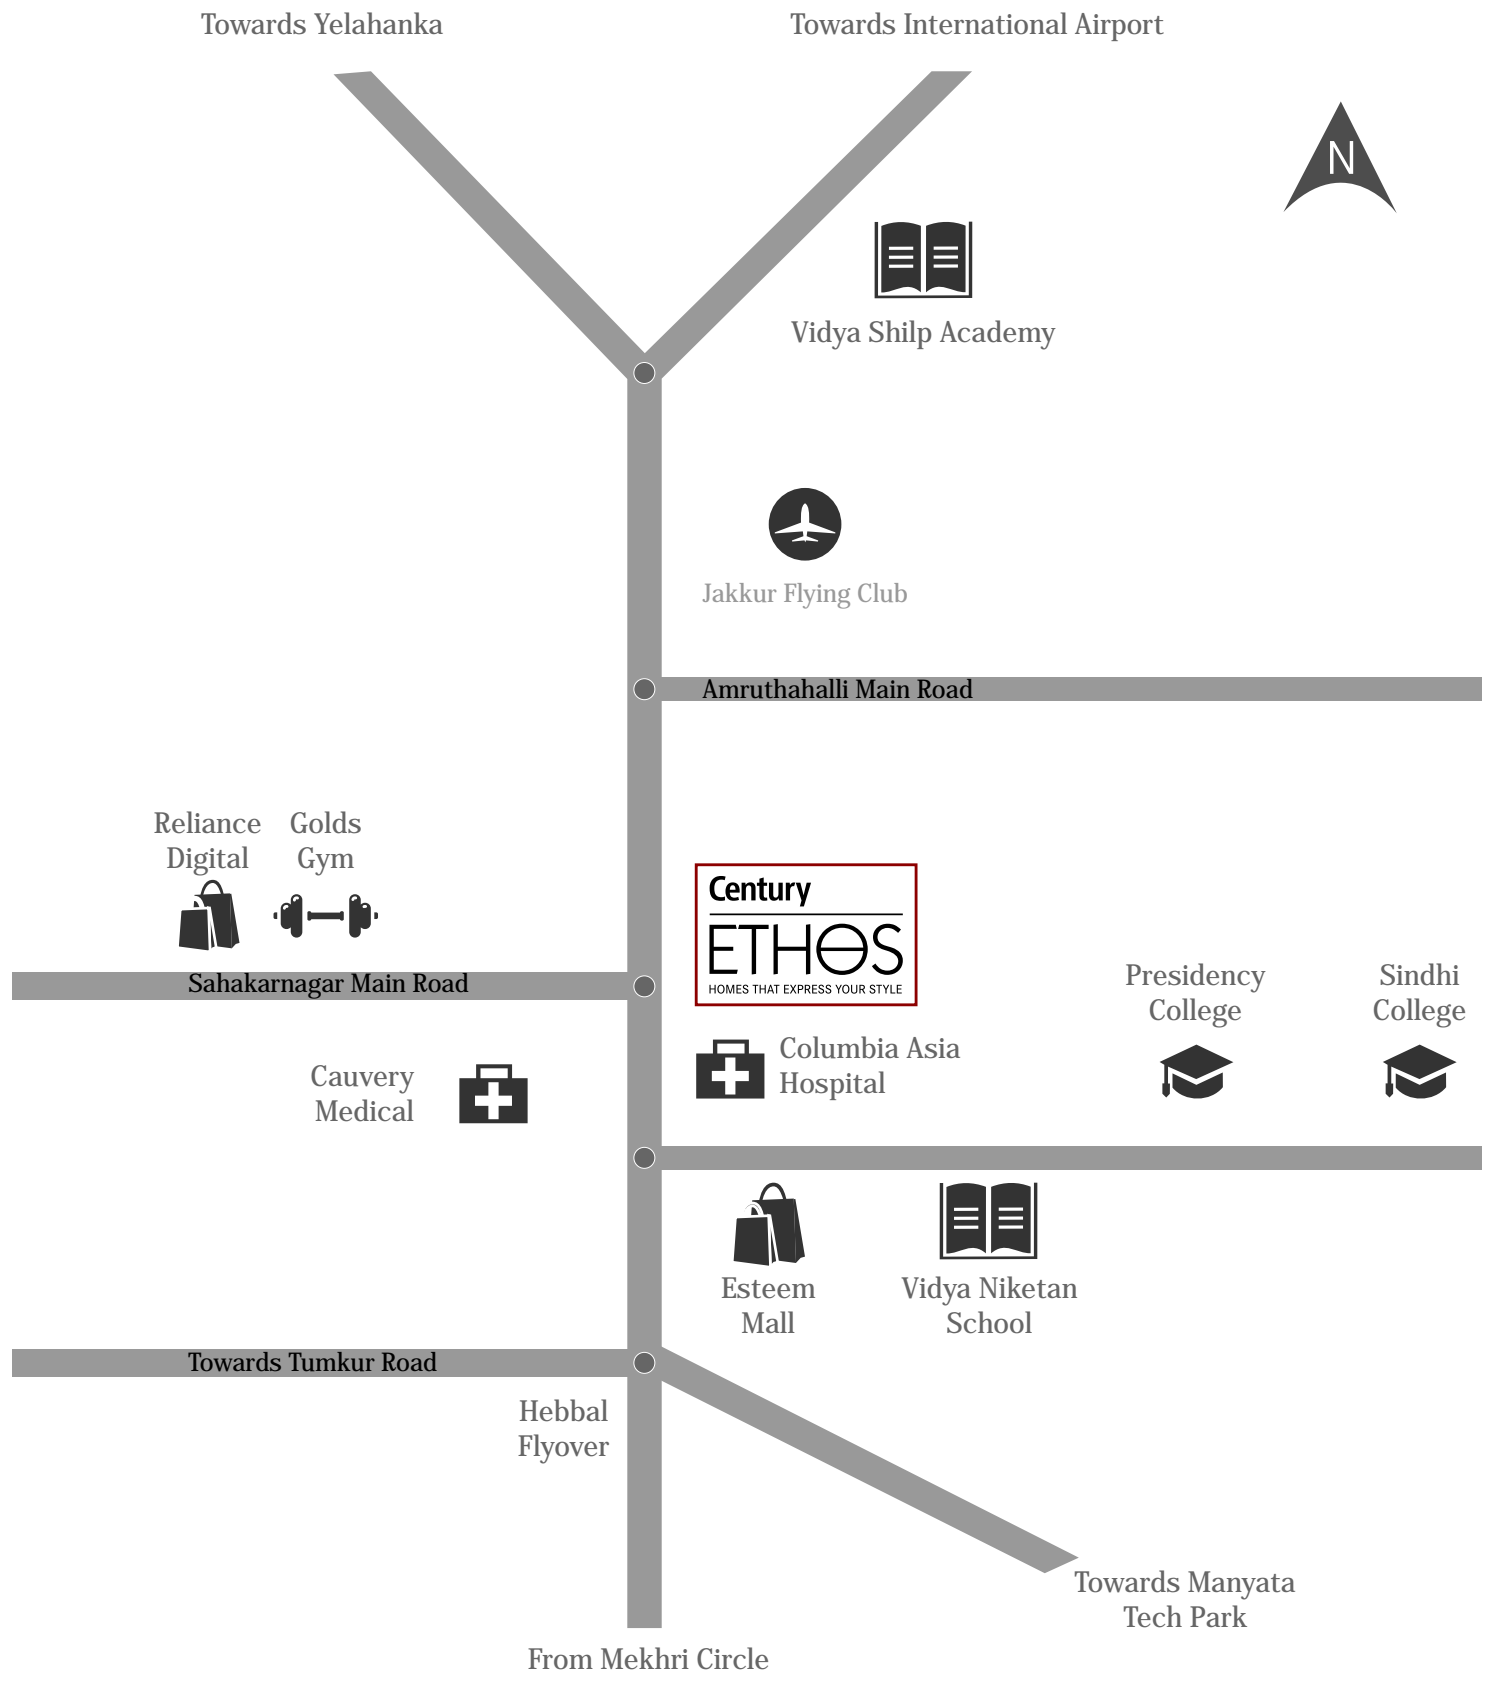 Towards Yelahanka
Towards International Airport
N
Vidya Shilp Academy
Jakkur Flying Club
Amruthahalli Main Road
Reliance
Digital
Golds
Gym
Century
ETHOS
HOMES THAT EXPRESS YOUR STYLE
Sahakarnagar Main Road
Presidency
College
Sindhi
College
Columbia Asia
Hospital
Cauvery
Medical
Esteem
Mall
Vidya Niketan
School
Towards Tumkur Road
Hebbal
Flyover
Towards Manyata
Tech Park
From Mekhri Circle